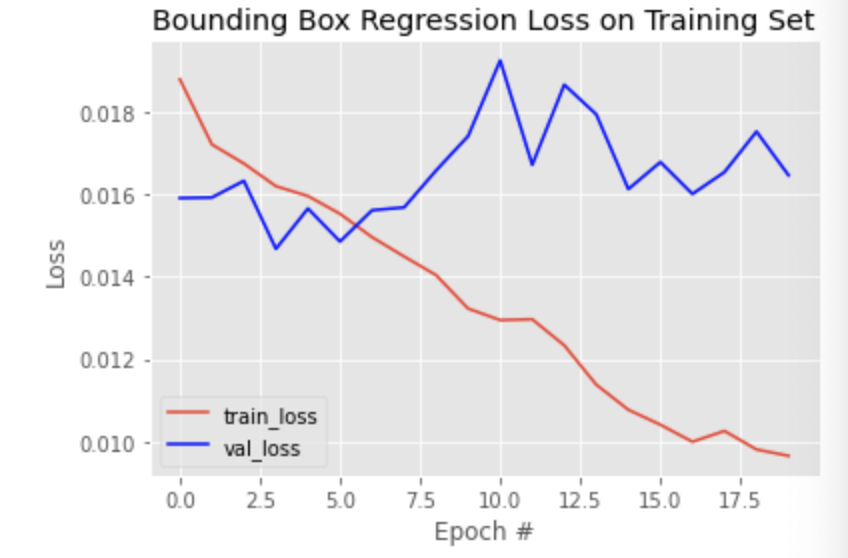 Bounding Box Regression Loss on Training Set
0.018
0.016
0.014
0.012
0.010
Loss
train_loss
val_loss
0.0 2.5 5.0 7.5 10.0 12.5 15.0 17.5
Epoch #